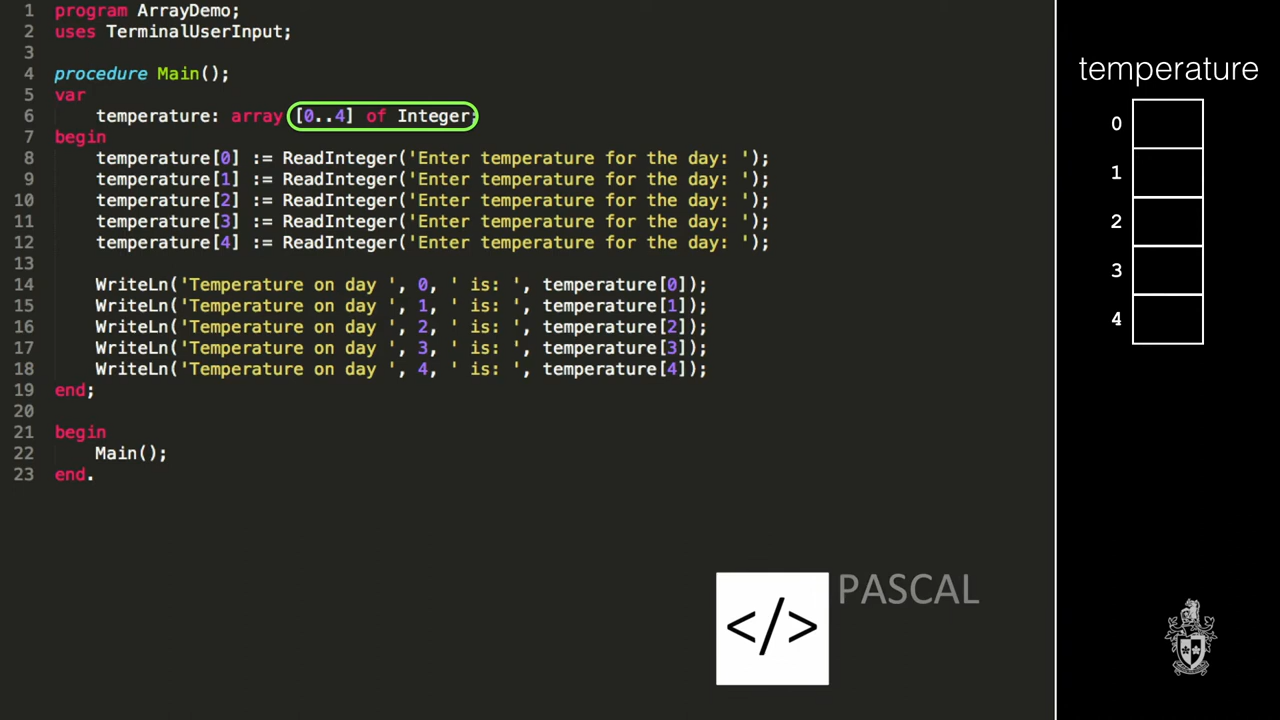 1 program ArrayDemo;
2 uses TerminalUserInput;
3
4 procedure Main();
5 var
6 temperature: array [0..4] of Integer;
7 begin
8 temperature[0] := ReadInteger('Enter temperature for the day: ');
9 temperature[1] := ReadInteger('Enter temperature for the day: ');
10 temperature[2] := ReadInteger('Enter temperature for the day: ');
11 temperature[3] := ReadInteger('Enter temperature for the day: ');
12 temperature[4] := ReadInteger('Enter temperature for the day: ');
13
14 WriteLn('Temperature on day ', 0, ' is: ', temperature[0]);
15 WriteLn('Temperature on day ', 1, ' is: ', temperature[1]);
16 WriteLn('Temperature on day ', 2, ' is: ', temperature[2]);
17 WriteLn('Temperature on day ', 3, ' is: ', temperature[3]);
18 WriteLn('Temperature on day ', 4, ' is: ', temperature[4]);
19 end;
20
21 begin
22 Main();
23 end.
temperature
0
1
2
3
4
</>
PASCAL